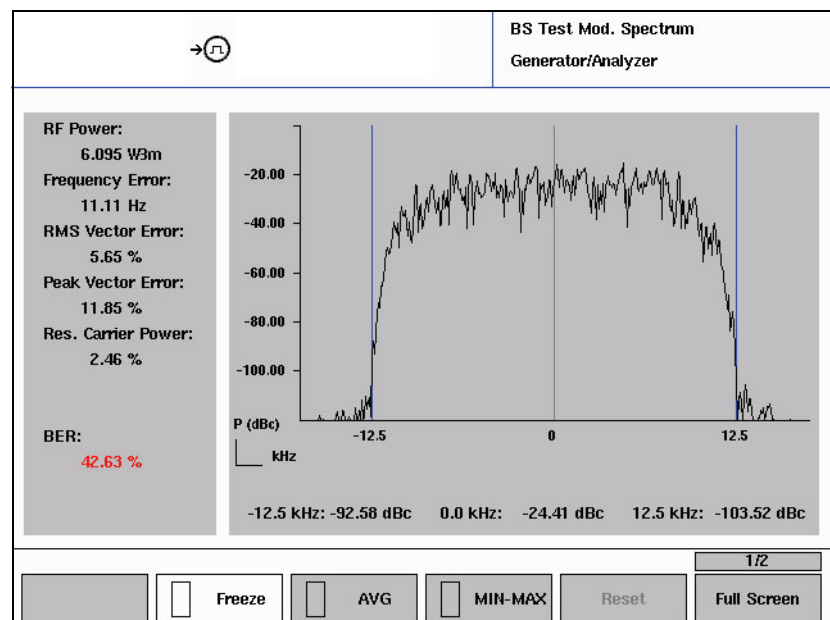 BS Test Mod. Spectrum
Generator/Analyzer
RF Power:
6.095 W3m
Frequency Error:
11.11 Hz
RMS Vector Error:
5.65 %
Peak Vector Error:
11.85 %
Res. Carrier Power:
2.46 %
BER:
42.63 %
-20.00
-40.00
-60.00
-80.00
-100.00
P (dBc)
kHz
-12.5 0 12.5
-12.5 kHz: -92.58 dBc 0.0 kHz: -24.41 dBc 12.5 kHz: -103.52 dBc
1/2
Freeze AVG MIN-MAX Reset Full Screen